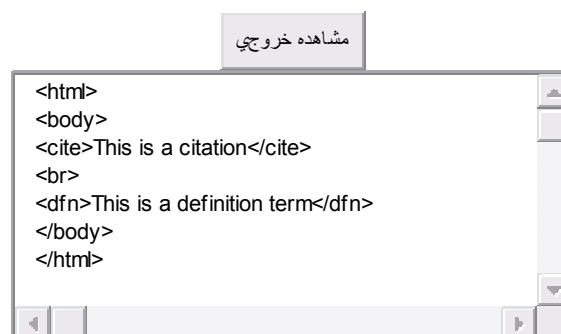 مشاهده خروجي
<html>
<body>
<cite>This is a citation</cite>
<br>
<dfn>This is a definition term</dfn>
</body>
</html>